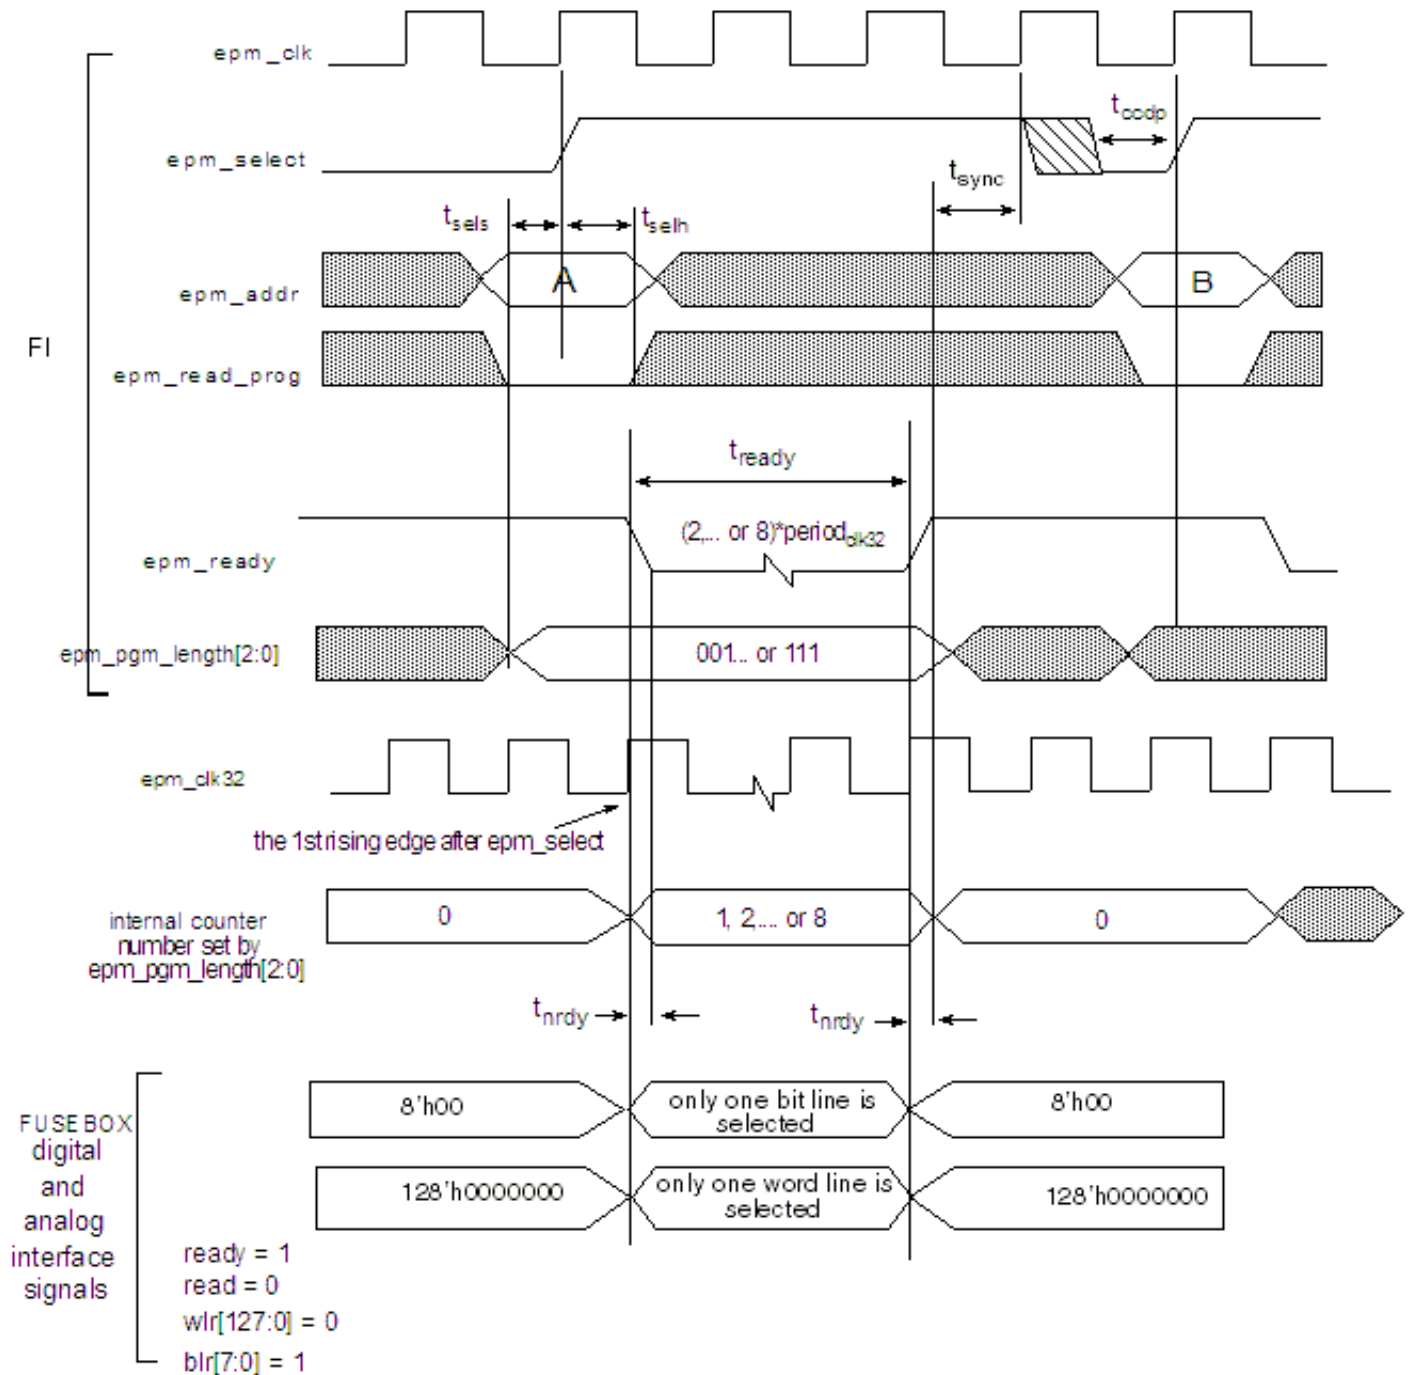 epm_clk
t_ccdp
epm_select
t_sync
t_sels
t_selh
A
B
epm_addr
FI
epm_read_prog
t_ready
(2,... or 8)*period_clk32
epm_ready
epm_pgm_length[2:0]
001... or 111
epm_clk32
the 1st rising edge after epm_select
0
1, 2,.... or 8
0
internal counter
number set by
epm_pgm_length[2:0]
t_nrdy
t_nrdy
8'h00
only one bit line is
selected
8'h00
FUSEBOX
digital
and
analog
interface
signals
128'h0000000
only one word line is
selected
128'h0000000
ready = 1
read = 0
wlr[127:0] = 0
blr[7:0] = 1